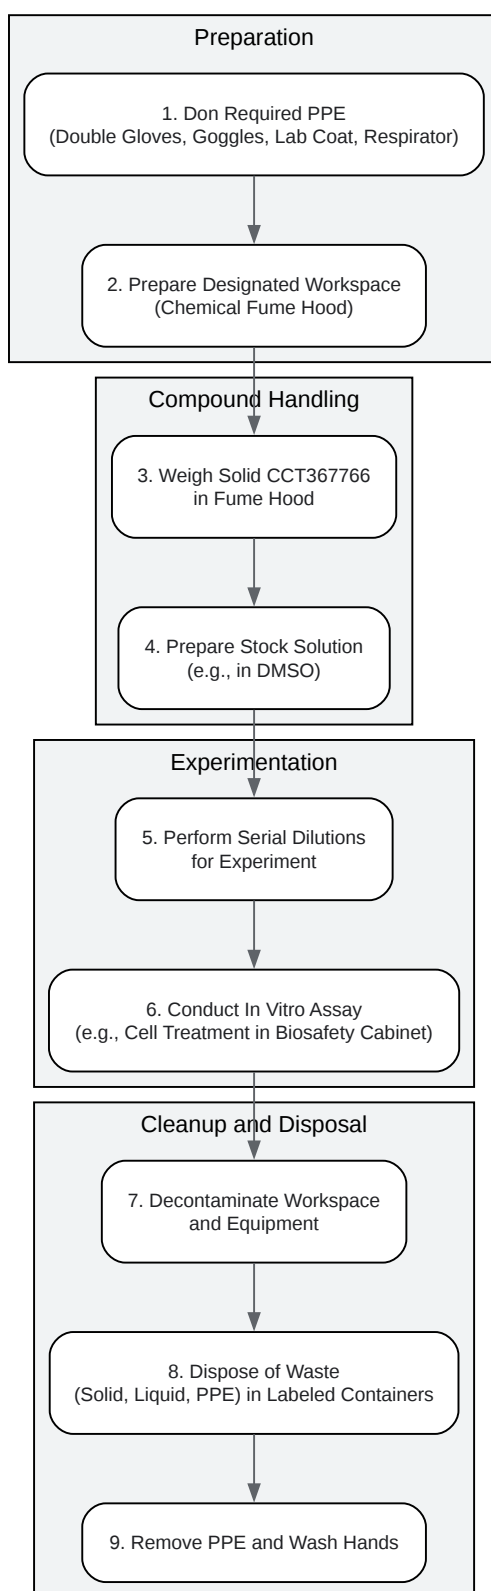 Preparation
1. Don Required PPE
(Double Gloves, Goggles, Lab Coat, Respirator)
2. Prepare Designated Workspace
(Chemical Fume Hood)
Compound Handling
3. Weigh Solid CCT367766
in Fume Hood
4. Prepare Stock Solution
(e.g., in DMSO)
Experimentation
5. Perform Serial Dilutions
for Experiment
6. Conduct In Vitro Assay
(e.g., Cell Treatment in Biosafety Cabinet)
Cleanup and Disposal
7. Decontaminate Workspace
and Equipment
8. Dispose of Waste
(Solid, Liquid, PPE) in Labeled Containers
9. Remove PPE and Wash Hands